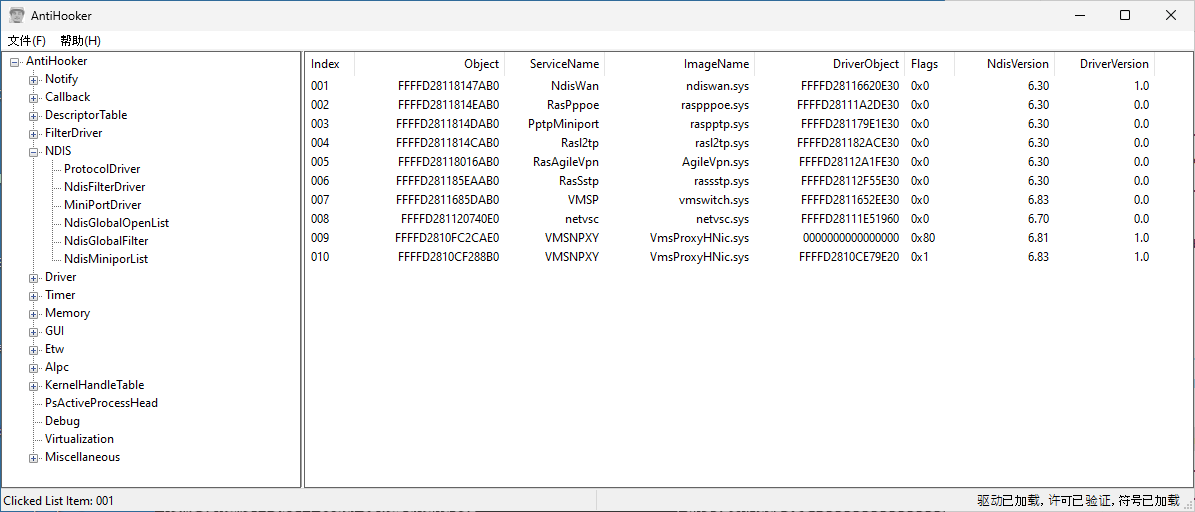 AntiHooker
文件(F) 帮助(H)
AntiHooker
Notify
Callback
DescriptorTable
FilterDriver
NDIS
ProtocolDriver
NdisFilterDriver
MiniPortDriver
NdisGlobalOpenList
NdisGlobalFilter
NdisMiniporList
Driver
Timer
Memory
GUI
Etw
Alpc
KernelHandleTable
PsActiveProcessHead
Debug
Virtualization
Miscellaneous
Index Object ServiceName ImageName DriverObject Flags NdisVersion DriverVersion
001 FFFFD28118147AB0 NdisWan ndiswan.sys FFFFD28116620E30 0x0 6.30 1.0
002 FFFFD28118814EAB0 RasPppoe raspppoe.sys FFFFD28111A2DE30 0x0 6.30 0.0
003 FFFFD2811814DAB0 PptpMiniport raspptp.sys FFFFD281179E1E30 0x0 6.30 0.0
004 FFFFD2811814CAB0 Rasl2tp rasl2tp.sys FFFFD281182ACE30 0x0 6.30 0.0
005 FFFFD28118016AB0 RasAgileVpn AgileVpn.sys FFFFD28112A1FE30 0x0 6.30 0.0
006 FFFFD281185EAAB0 RasSstp rassstp.sys FFFFD28112F55E30 0x0 6.30 0.0
007 FFFFD2811685DAB0 VMSP vmswitch.sys FFFFD2811652EE30 0x0 6.83 0.0
008 FFFFD281120740E0 netvsc netvsc.sys FFFFD28111E51960 0x0 6.70 0.0
009 FFFFD2810FC2CAE0 VMSNPXY VmsProxyHNic.sys 0000000000000000 0x80 6.81 1.0
010 FFFFD2810CF288B0 VMSNPXY VmsProxyHNic.sys FFFFD2810CE79E20 0x1 6.83 1.0
Clicked List Item: 001
驱动已加载, 许可已验证, 符号已加载